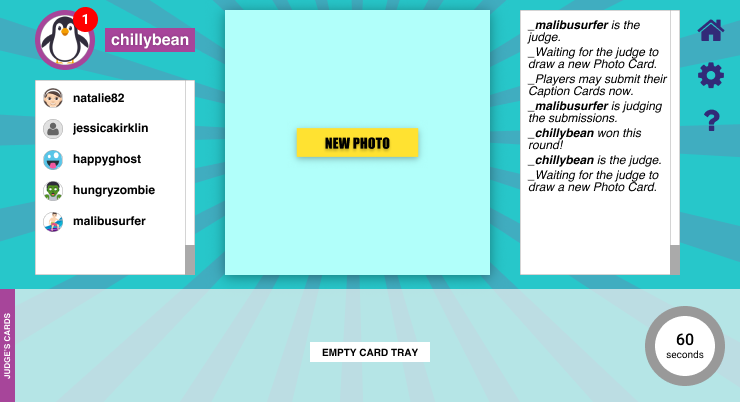 1
chillybean
natalie82
jessicakirklin
happyghost
hungryzombie
malibusurfer
NEW PHOTO
_malibusurfer is the
judge.
_Waiting for the judge to
draw a new Photo Card.
_Players may submit their
Caption Cards now.
_malibusurfer is judging
the submissions.
_chillybean won this
round!
_chillybean is the judge.
_Waiting for the judge to
draw a new Photo Card.
?
JUDGE'S CARDS
EMPTY CARD TRAY
60
seconds